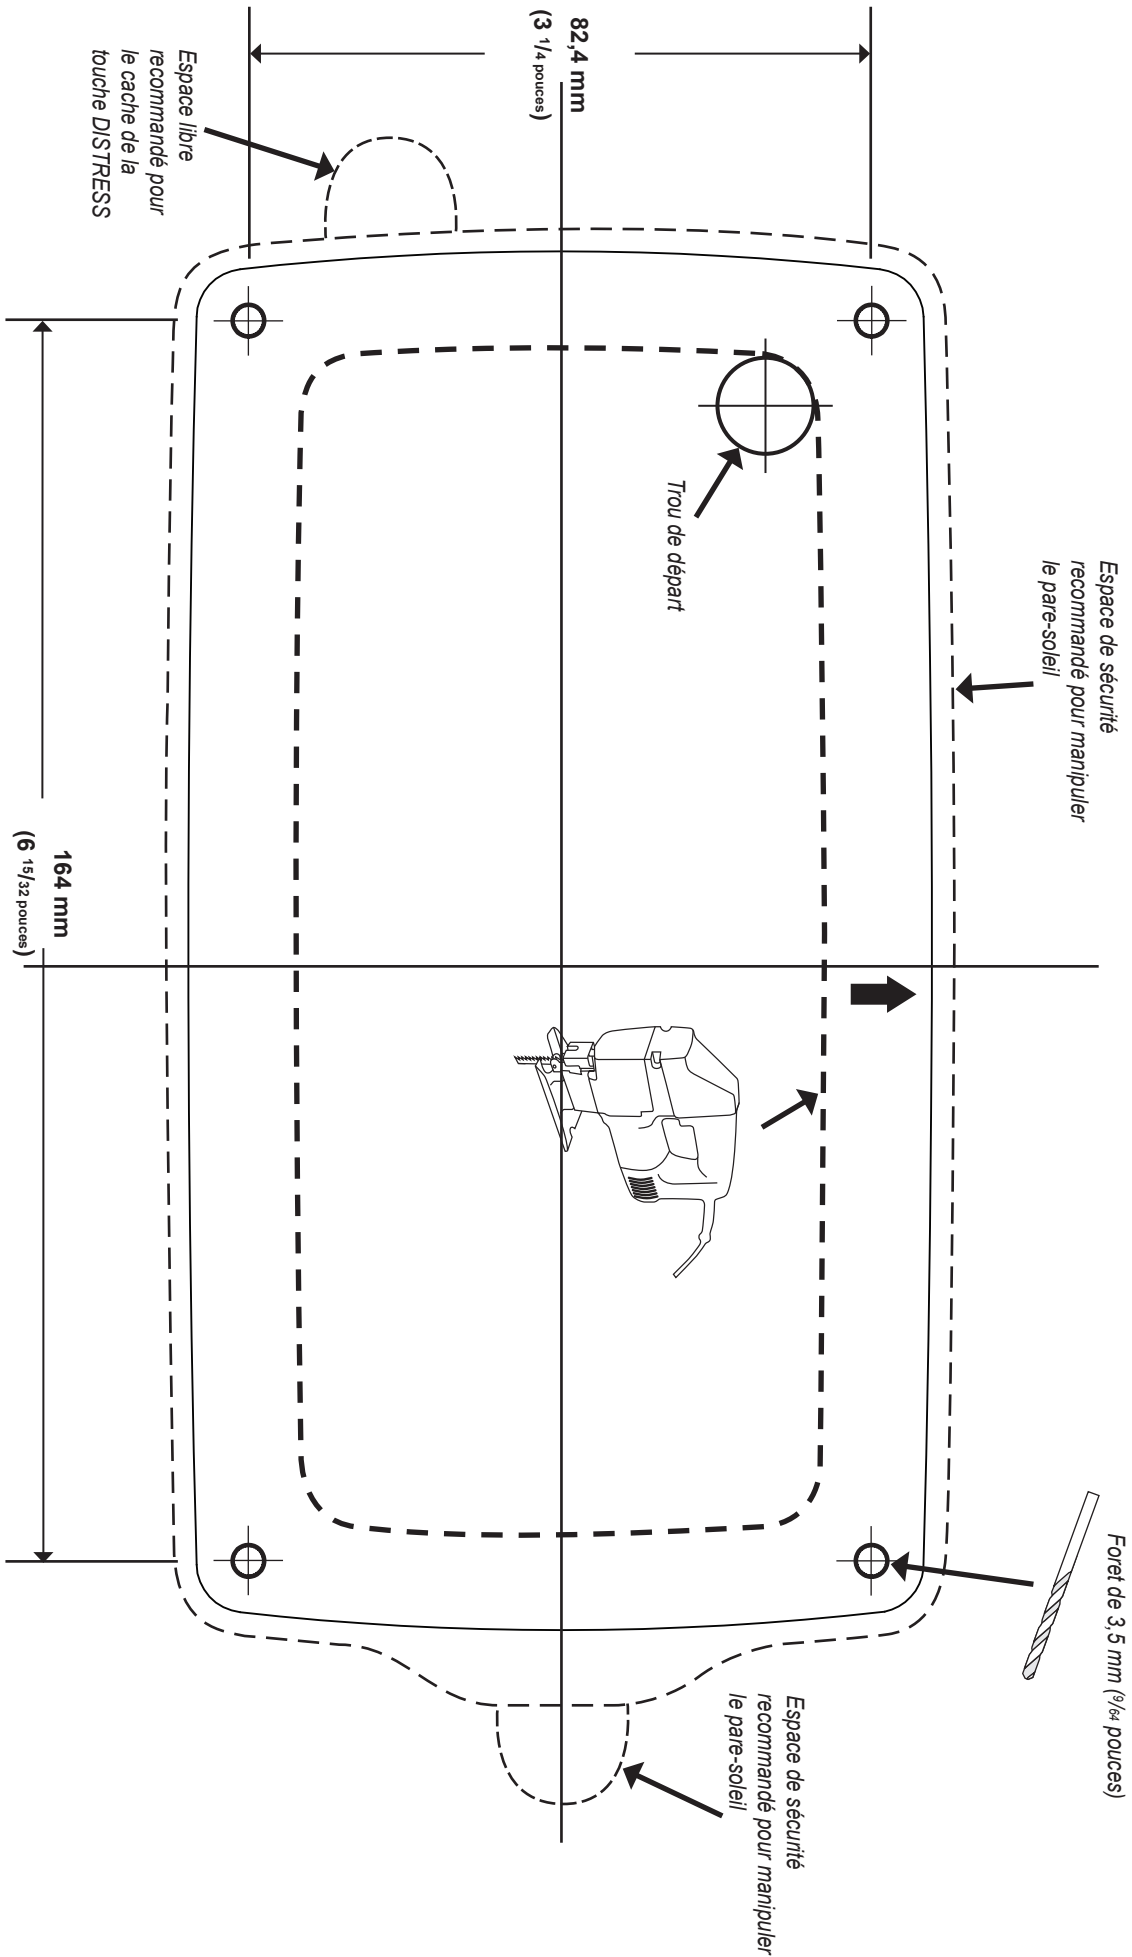 Espace de sécurité
recommandé pour manipuler
le pare-soleil
Foret de 3,5 mm (9/64 pouces)
82,4 mm
(3 1/4 pouces)
Trou de départ
Espace de sécurité
recommandé pour manipuler
le pare-soleil
Espace libre
recommandé pour
le cache de la
touche DISTRESS
164 mm
(6 15/32 pouces)